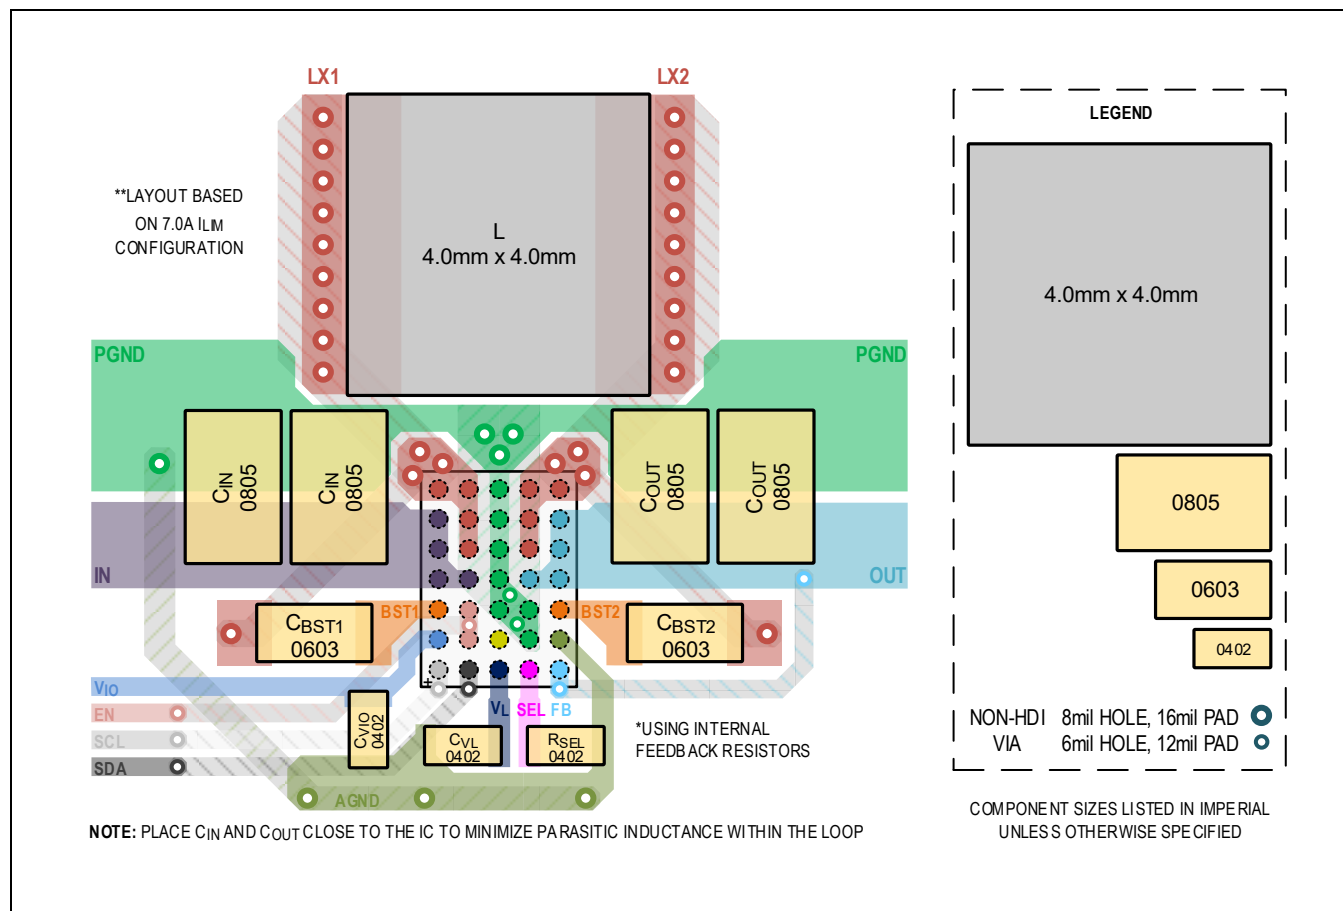 LX1
LX2
**LAYOUT BASED
ON 7.0A ILIM
CONFIGURATION
L
4.0mm x 4.0mm
PGND
PGND
CIN
0805
CIN
0805
COUT
0805
COUT
0805
IN
OUT
BST1
BST2
CBST1
0603
CBST2
0603
VIO
EN
SCL
SDA
+
CVIO
0402
VL
SEL
FB
CVL
0402
RSEL
0402
*USING INTERNAL
FEEDBACK RESISTORS
AGND
NOTE: PLACE CIN AND COUT CLOSE TO THE IC TO MINIMIZE PARASITIC INDUCTANCE WITHIN THE LOOP
LEGEND
4.0mm x 4.0mm
0805
0603
0402
NON-HDI 8mil HOLE, 16mil PAD
VIA 6mil HOLE, 12mil PAD
COMPONENT SIZES LISTED IN IMPERIAL
UNLESS OTHERWISE SPECIFIED